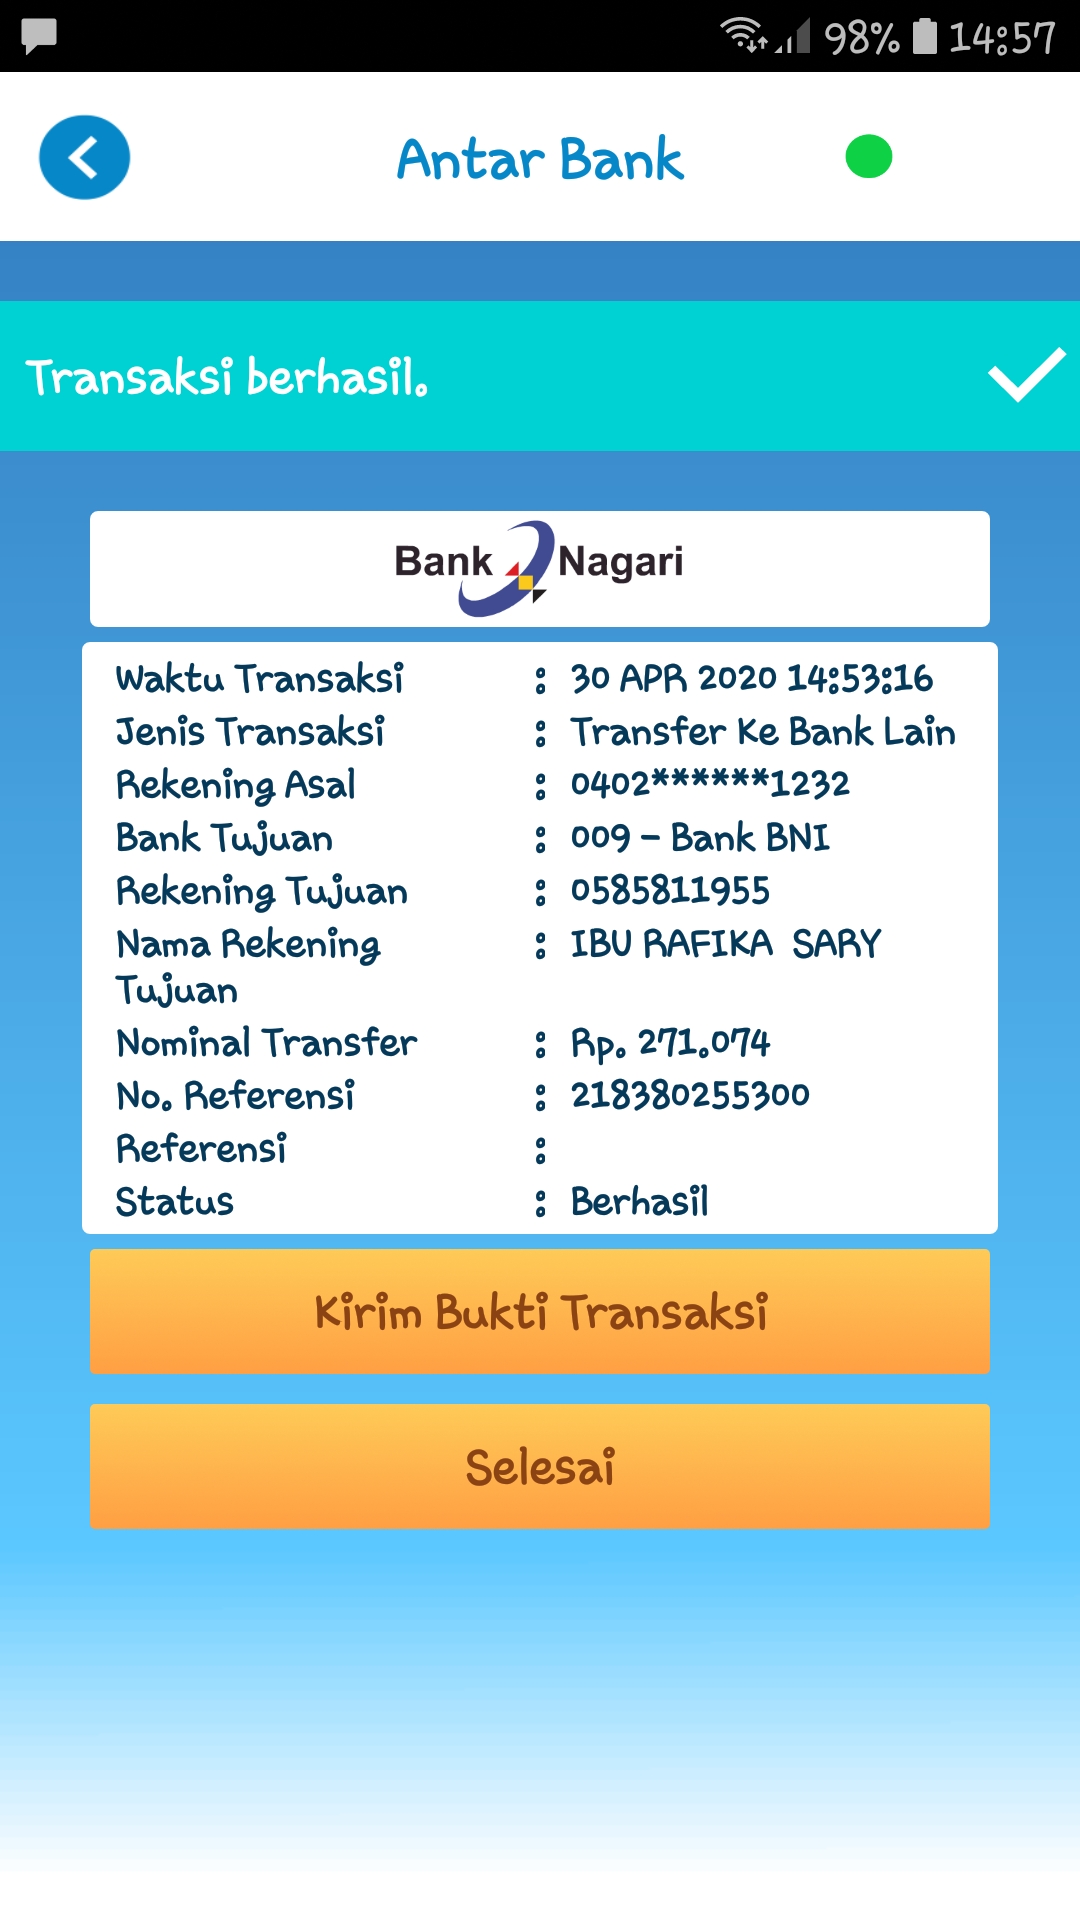 98% 14:57
Antar Bank
Transaksi berhasil.
Bank Nagari
Waktu Transaksi : 30 APR 2020 14:53:16
Jenis Transaksi : Transfer Ke Bank Lain
Rekening Asal : 0402******1232
Bank Tujuan : 009 - Bank BNI
Rekening Tujuan : 0585811955
Nama Rekening : IBU RAFIKA  SARY
Tujuan
Nominal Transfer : Rp. 271.074
No. Referensi : 218380255300
Referensi :
Status : Berhasil
Kirim Bukti Transaksi
Selesai